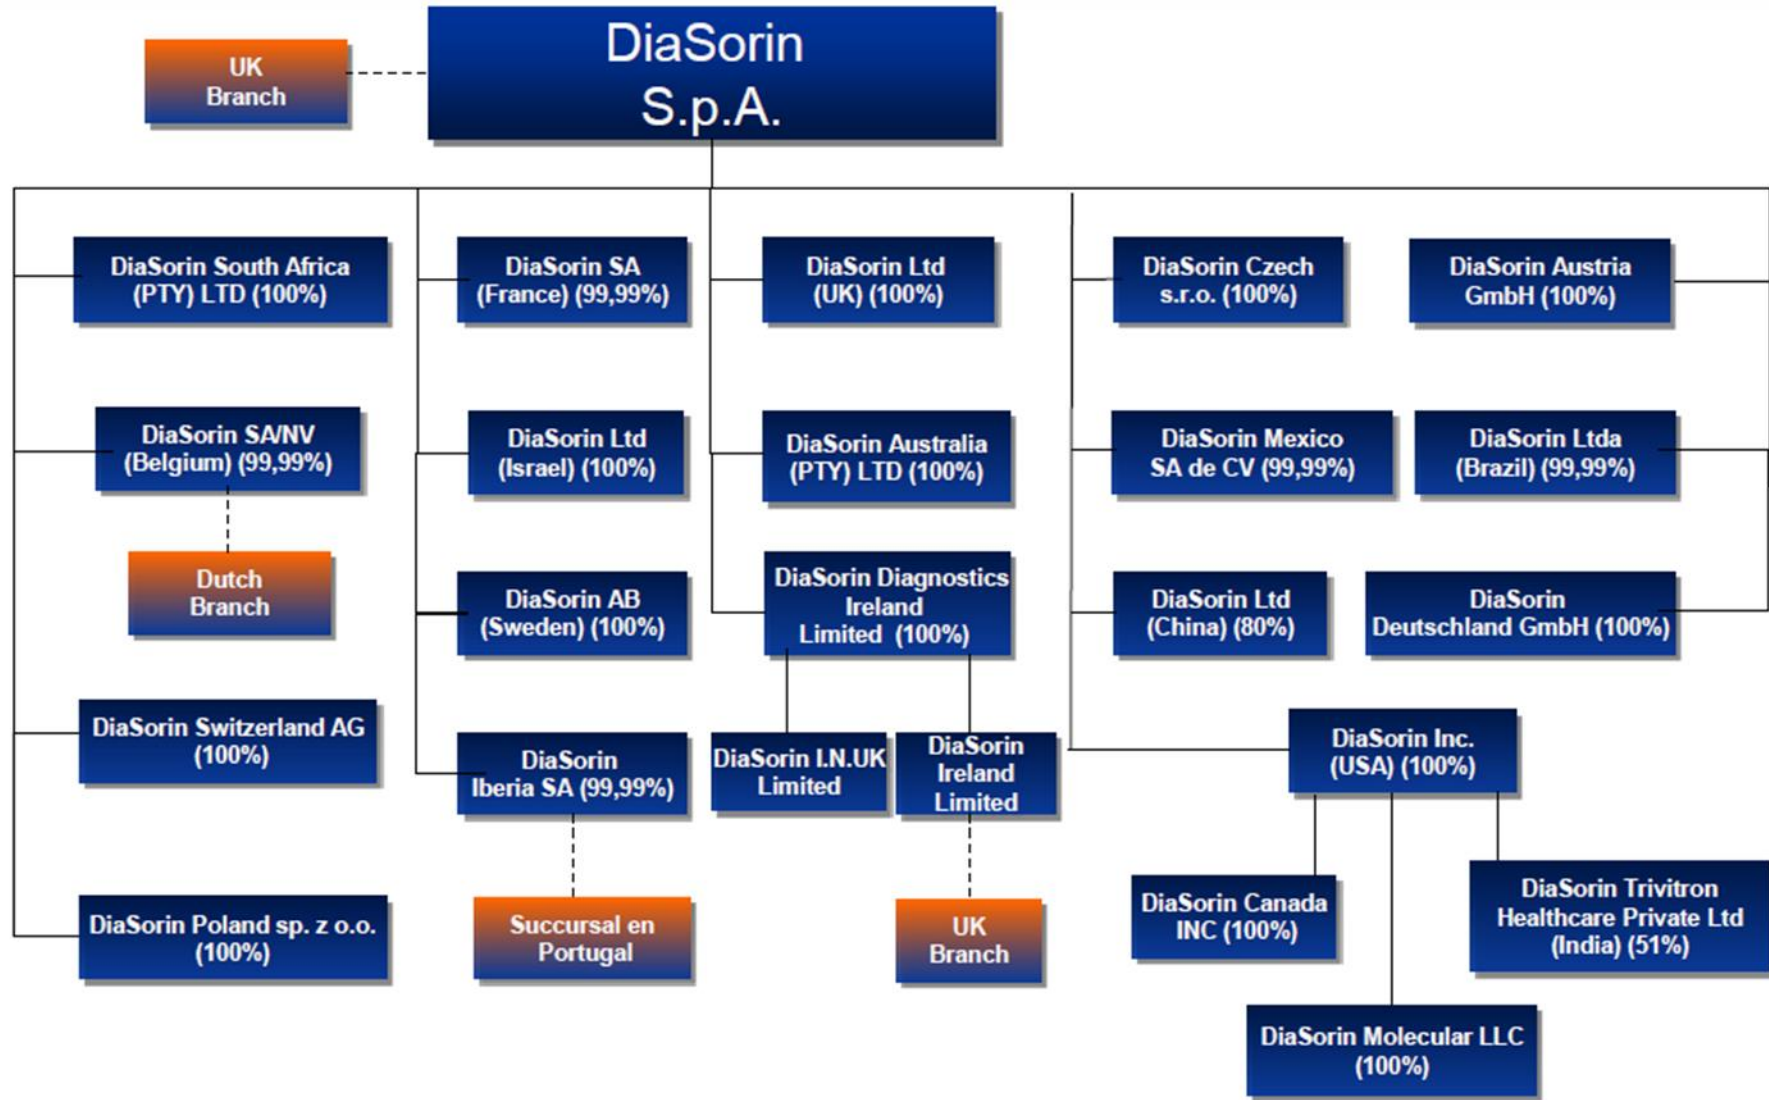 DiaSorin
S.p.A.
UK
Branch
DiaSorin South Africa
(PTY) LTD (100%)
DiaSorin SA
(France) (99,99%)
DiaSorin Ltd
(UK) (100%)
DiaSorin Czech
s.r.o. (100%)
DiaSorin Austria
GmbH (100%)
DiaSorin SA/NV
(Belgium) (99,99%)
DiaSorin Ltd
(Israel) (100%)
DiaSorin Australia
(PTY) LTD (100%)
DiaSorin Mexico
SA de CV (99,99%)
DiaSorin Ltda
(Brazil) (99,99%)
Dutch
Branch
DiaSorin AB
(Sweden) (100%)
DiaSorin Diagnostics
Ireland
Limited (100%)
DiaSorin Ltd
(China) (80%)
DiaSorin
Deutschland GmbH (100%)
DiaSorin Switzerland AG
(100%)
DiaSorin
Iberia SA (99,99%)
DiaSorin I.N.UK
Limited
DiaSorin
Ireland
Limited
DiaSorin Inc.
(USA) (100%)
DiaSorin Poland sp. z o.o.
(100%)
Succursal en
Portugal
UK
Branch
DiaSorin Canada
INC (100%)
DiaSorin Trivitron
Healthcare Private Ltd
(India) (51%)
DiaSorin Molecular LLC
(100%)